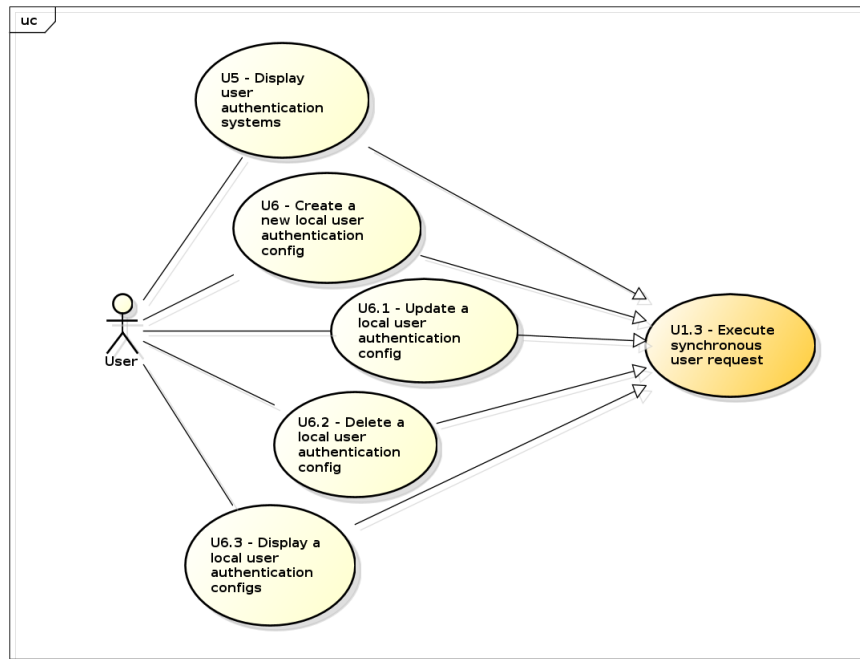 uc
U5 - Display
user
authentication
systems
U6 - Create a
new local user
authentication
config
U6.1 - Update a
local user
authentication
config
User
U1.3 - Execute
synchronous
user request
U6.2 - Delete a
local user
authentication
config
U6.3 - Display a
local user
authentication
configs